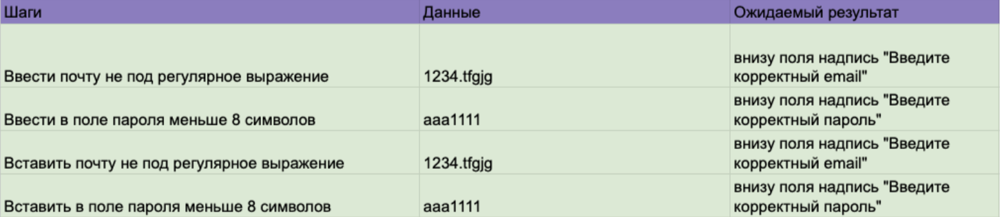 Шаги Данные Ожидаемый результат
внизу поля надпись "Введите
Ввести почту не под регулярное выражение 1234.tfgjg корректный email"
внизу поля надпись "Введите
Ввести в поле пароля меньше 8 символов aaa1111 корректный пароль"
внизу поля надпись "Введите
Вставить почту не под регулярное выражение 1234.tfgjg корректный email"
внизу поля надпись "Введите
Вставить в поле пароля меньше 8 символов aaa1111 корректный пароль"